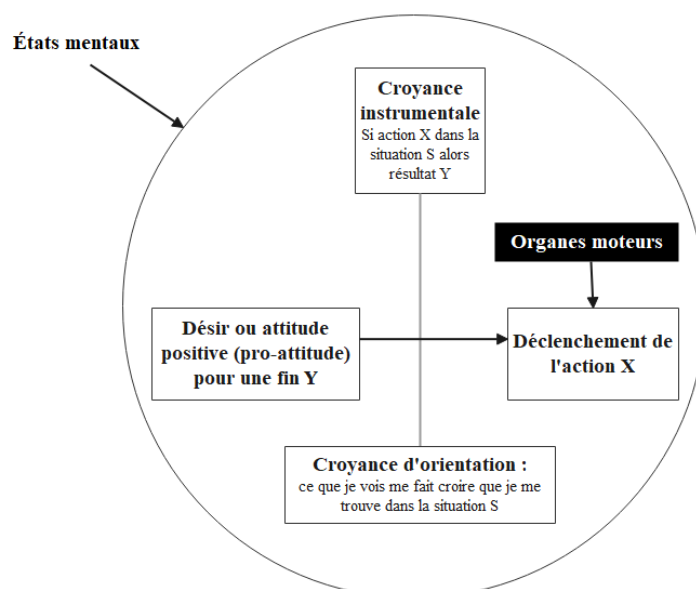 États mentaux
Croyance
instrumentale
Si action X dans la
situation S alors
résultat Y
Organes moteurs
Désir ou attitude
positive (pro-attitude)
pour une fin Y
Déclenchement de
l'action X
Croyance d'orientation :
ce que je vois me fait croire que je me
trouve dans la situation S